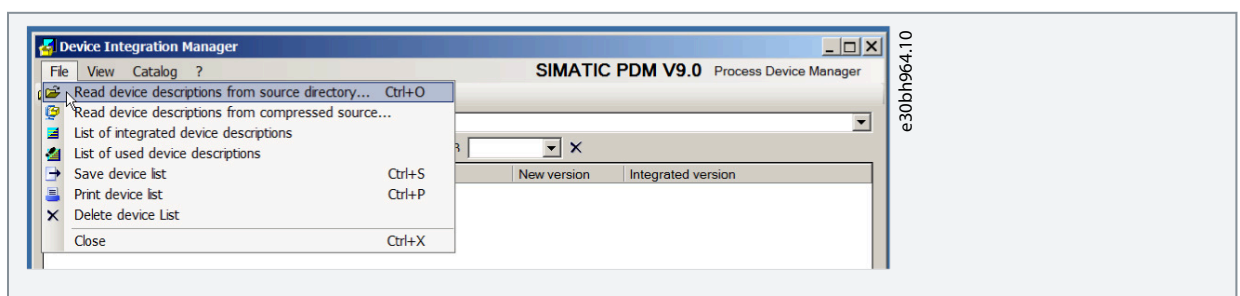 Device Integration Manager
File View Catalog ?
SIMATIC PDM V9.0 Process Device Manager
Read device descriptions from source directory... Ctrl+O
Read device descriptions from compressed source...
List of integrated device descriptions
List of used device descriptions
Save device list Ctrl+S
New version Integrated version
Print device list Ctrl+P
Delete device List
Close Ctrl+X
e30bh964.10